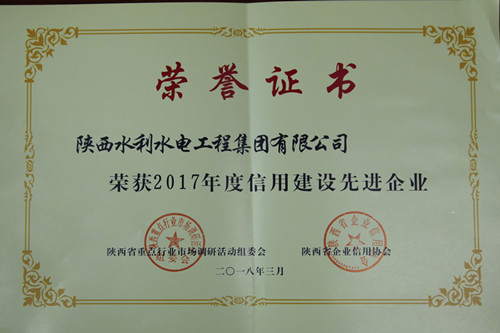 荣誉证书
陕西水利水电工程集团有限公司
荣获2017年度信用建设先进企业
陕西省重点行业市场调研活动组委会
陕西省企业信用协会
二〇一八年三月